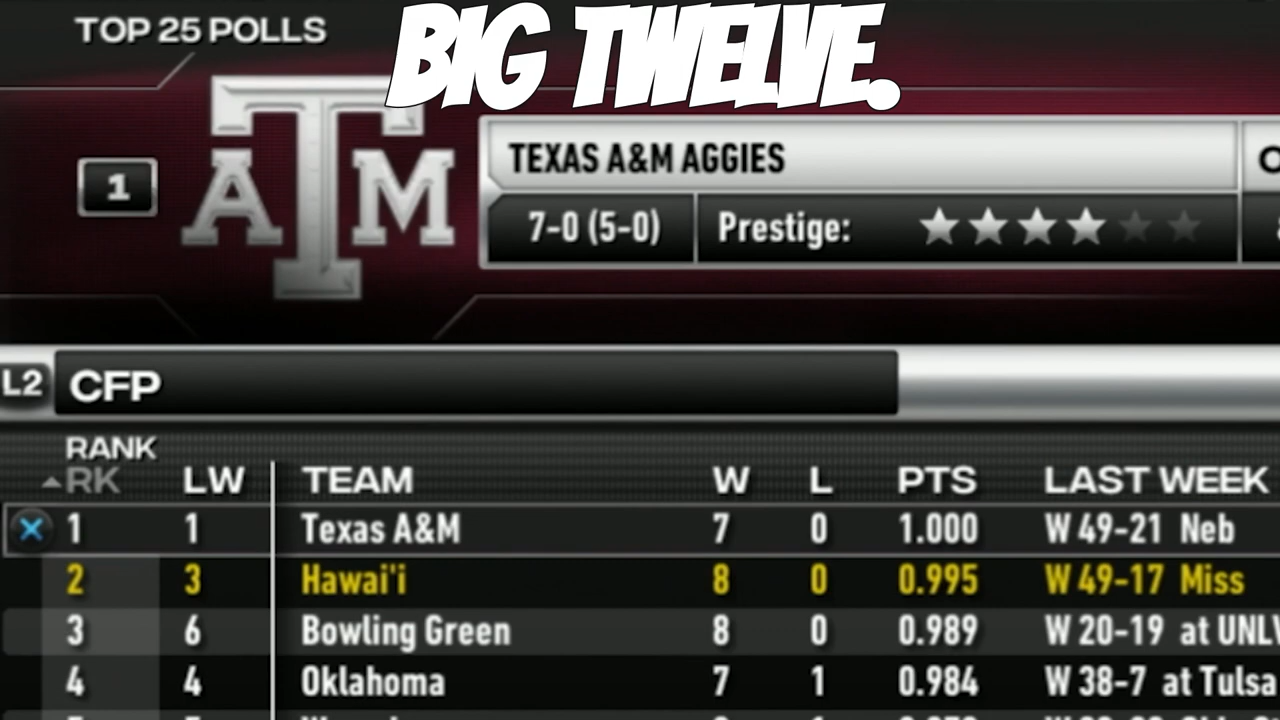 TOP 25 POLLS
BIG TWELVE.
ATM
1
TEXAS A&M AGGIES
7-0 (5-0)
Prestige:
L2
CFP
RANK
RK LW TEAM W L PTS LAST WEEK
1 1 Texas A&M 7 0 1.000 W 49-21 Neb
2 3 Hawai'i 8 0 0.995 W 49-17 Miss
3 6 Bowling Green 8 0 0.989 W 20-19 at UNLV
4 4 Oklahoma 7 1 0.984 W 38-7 at Tulsa